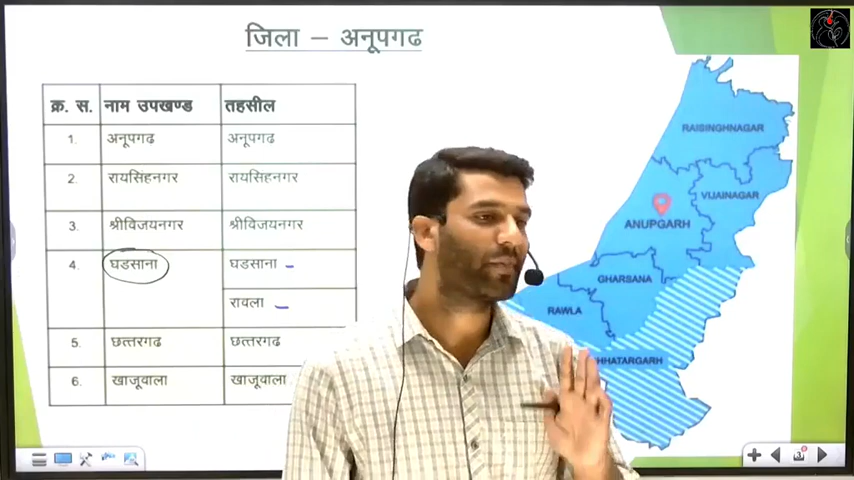 जिला – अनूपगढ
क्र. स. नाम उपखण्ड तहसील
1. अनूपगढ अनूपगढ
2. रायसिंहनगर रायसिंहनगर
3. श्रीविजयनगर श्रीविजयनगर
4. घडसाना घडसाना
रावला
5. छत्तरगढ छत्तरगढ
6. खाजूवाला खाजूवाला
RAISINGHNAGAR
VIJAINAGAR
ANUPGARH
GHARSANA
RAWLA
HHATARGARH